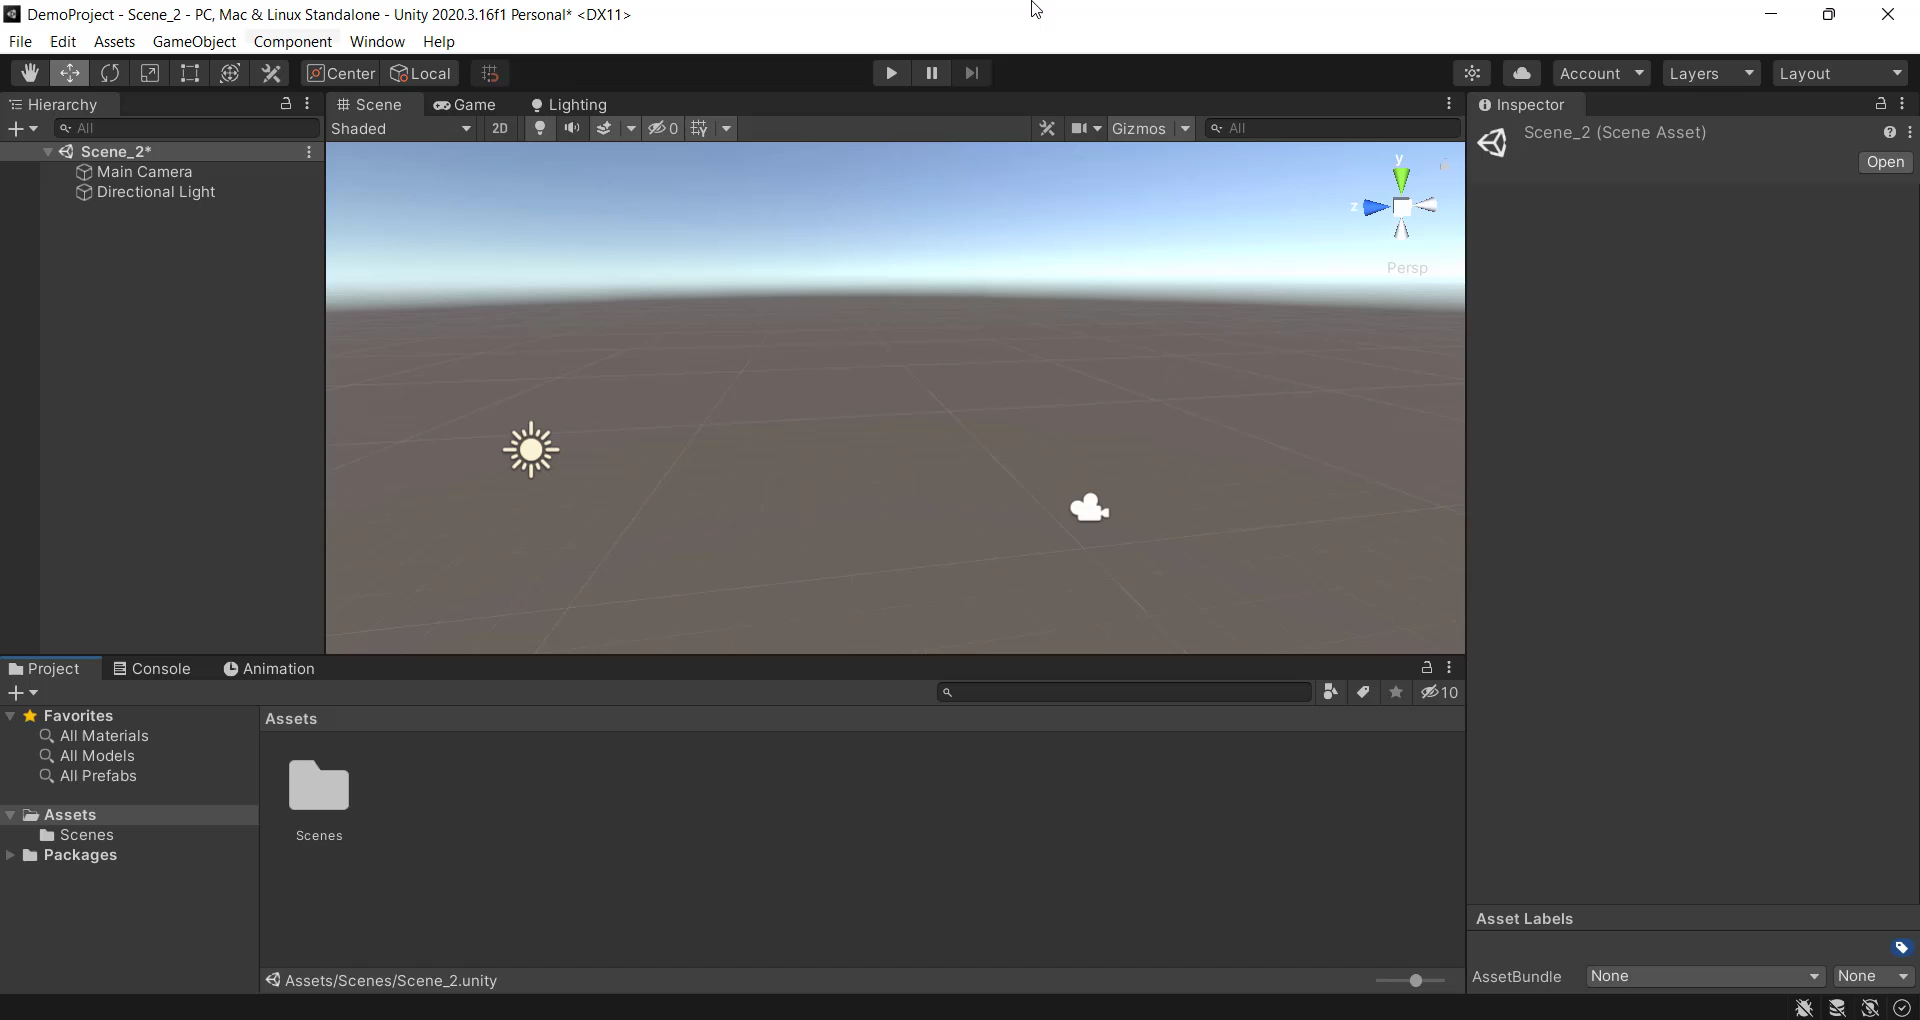 DemoProject - Scene_2 - PC, Mac & Linux Standalone - Unity 2020.3.16f1 Personal* <DX11>
File Edit Assets GameObject Component Window Help
Center Local Account Layers Layout
Hierarchy Scene Game Lighting Inspector
All Shaded 2D 0 Gizmos All Scene_2 (Scene Asset)
Scene_2*
Open
Main Camera
Directional Light
y
z
Persp
Project Console Animation
10
Favorites Assets
All Materials
All Models
All Prefabs
Assets
Scenes Scenes
Packages
Asset Labels
Assets/Scenes/Scene_2.unity AssetBundle None None